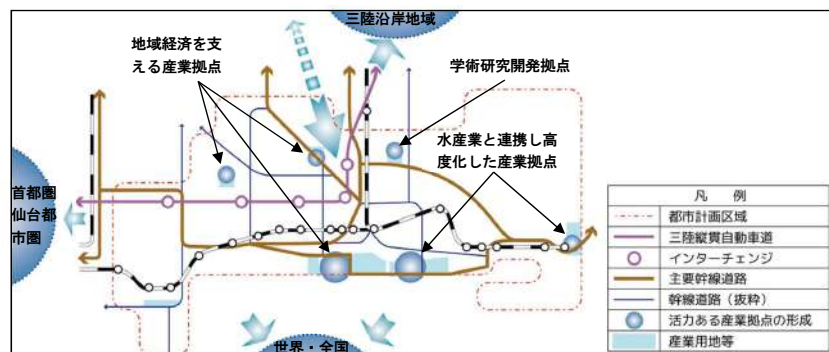 三陸沿岸地域
地域経済を支
える産業拠点
学術研究開発拠点
水産業と連携し高
度化した産業拠点
首都圏
仙台都
市圏
世界・全国
凡 例
都市計画区域
三陸縦貫自動車道
インターチェンジ
主要幹線道路
幹線道路（抜粋）
活力ある産業拠点の形成
産業用地等